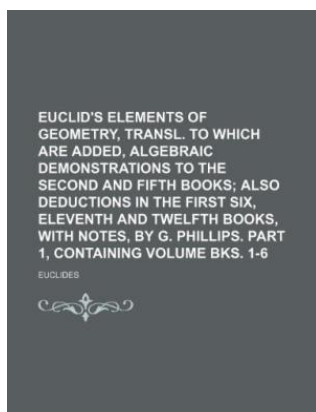 EUCLID'S ELEMENTS OF
GEOMETRY, TRANSL. TO WHICH
ARE ADDED, ALGEBRAIC
DEMONSTRATIONS TO THE
SECOND AND FIFTH BOOKS; ALSO
DEDUCTIONS IN THE FIRST SIX,
ELEVENTH AND TWELFTH BOOKS,
WITH NOTES, BY G. PHILLIPS. PART
1, CONTAINING VOLUME BKS. 1-6
EUCLIDES